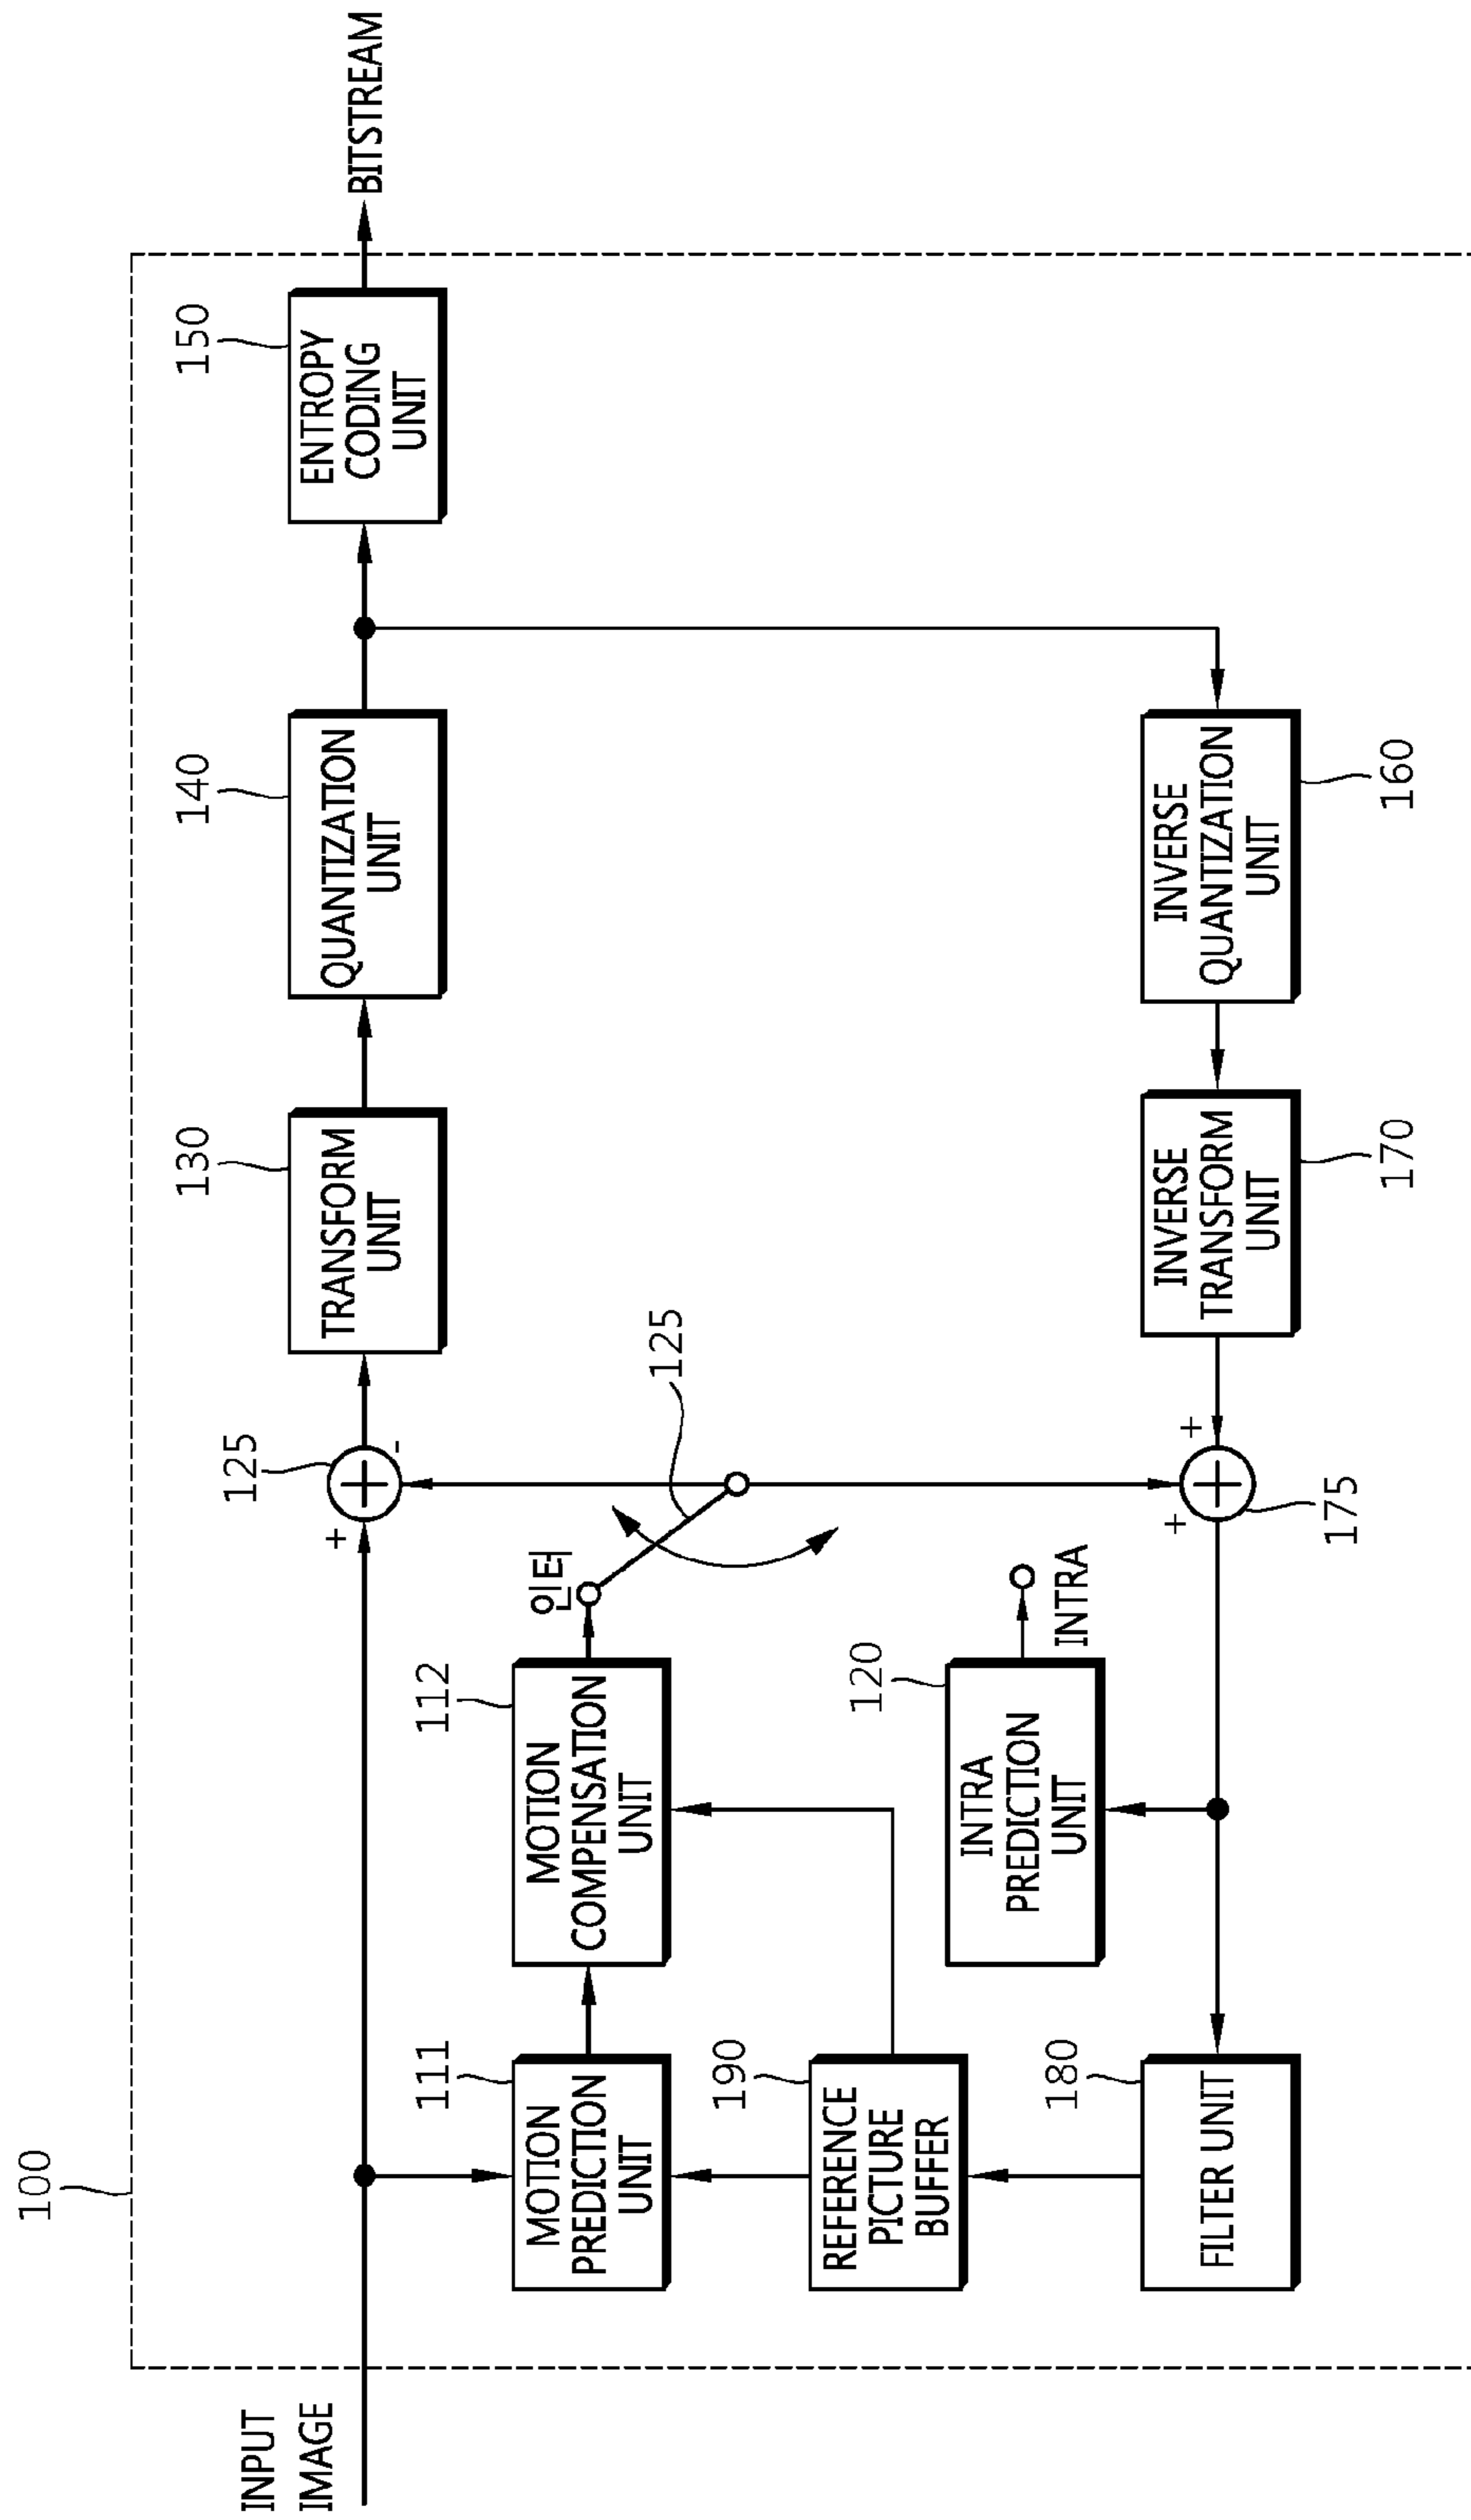 100
INPUT
IMAGE
125
+
-
130
TRANSFORM
UNIT
140
QUANTIZATION
UNIT
150
ENTROPY
CODING
UNIT
BITSTREAM
111
MOTION
PREDICTION
UNIT
112
MOTION
COMPENSATION
UNIT
인터
125
190
REFERENCE
PICTURE
BUFFER
120
INTRA
PREDICTION
UNIT
INTRA
180
FILTER UNIT
+
+
175
INVERSE
TRANSFORM
UNIT
170
INVERSE
QUANTIZATION
UNIT
160